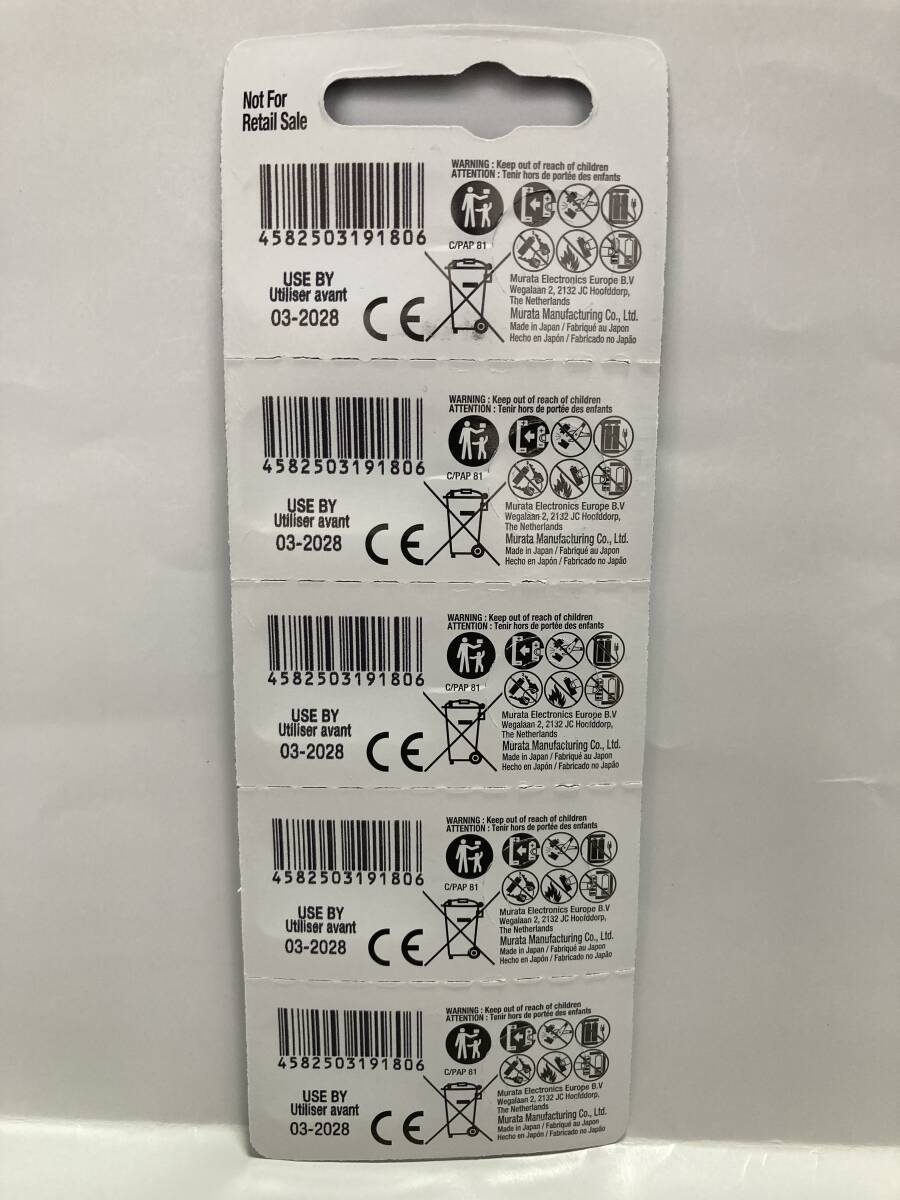 Not For
Retail Sale
WARNING : Keep out of reach of children
ATTENTION : Tenir hors de portée des enfants
4582503191806
C/PAP 81
USE BY
Utiliser avant
03-2028
CE
Murata Electronics Europe B.V
Wegalaan 2, 2132 JC Hoofddorp,
The Netherlands
Murata Manufacturing Co., Ltd.
Made in Japan / Fabriqué au Japon
Hecho en Japón / Fabricado no Japão
WARNING : Keep out of reach of children
ATTENTION : Tenir hors de portée des enfants
4582503191806
C/PAP 81
USE BY
Utiliser avant
03-2028
CE
Murata Electronics Europe B.V
Wegalaan 2, 2132 JC Hoofddorp,
The Netherlands
Murata Manufacturing Co., Ltd.
Made in Japan / Fabriqué au Japon
Hecho en Japón / Fabricado no Japão
WARNING : Keep out of reach of children
ATTENTION : Tenir hors de portée des enfants
4582503191806
C/PAP 81
USE BY
Utiliser avant
03-2028
CE
Murata Electronics Europe B.V
Wegalaan 2, 2132 JC Hoofddorp,
The Netherlands
Murata Manufacturing Co., Ltd.
Made in Japan / Fabriqué au Japon
Hecho en Japón / Fabricado no Japão
WARNING : Keep out of reach of children
ATTENTION : Tenir hors de portée des enfants
4582503191806
C/PAP 81
USE BY
Utiliser avant
03-2028
CE
Murata Electronics Europe B.V
Wegalaan 2, 2132 JC Hoofddorp,
The Netherlands
Murata Manufacturing Co., Ltd.
Made in Japan / Fabriqué au Japon
Hecho en Japón / Fabricado no Japão
WARNING : Keep out of reach of children
ATTENTION : Tenir hors de portée des enfants
4582503191806
C/PAP 81
USE BY
Utiliser avant
03-2028
CE
Murata Electronics Europe B.V
Wegalaan 2, 2132 JC Hoofddorp,
The Netherlands
Murata Manufacturing Co., Ltd.
Made in Japan / Fabriqué au Japon
Hecho en Japón / Fabricado no Japão